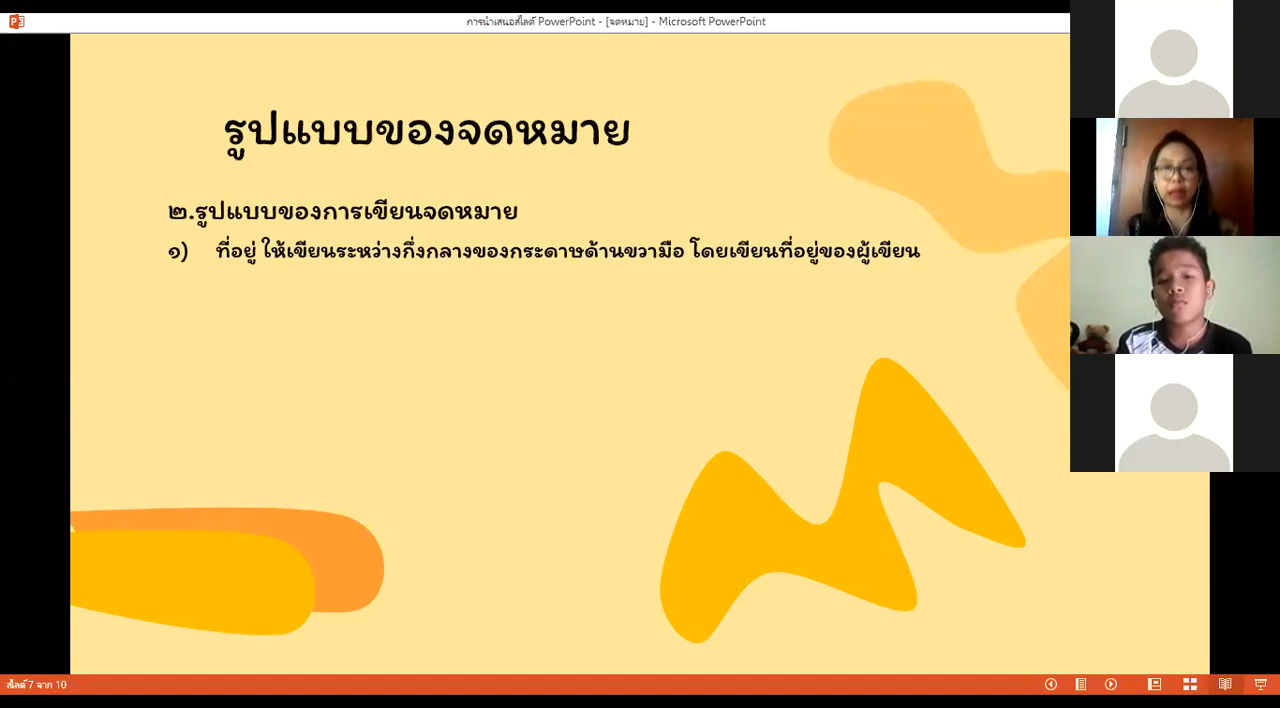 การนำเสนอสไลด์ PowerPoint - [จดหมาย] - Microsoft PowerPoint
รูปแบบของจดหมาย
๒.รูปแบบของการเขียนจดหมาย
๑) ที่อยู่ ให้เขียนระหว่างกึ่งกลางของกระดาษด้านขวามือ โดยเขียนที่อยู่ของผู้เขียน
สไลด์ 7 จาก 10